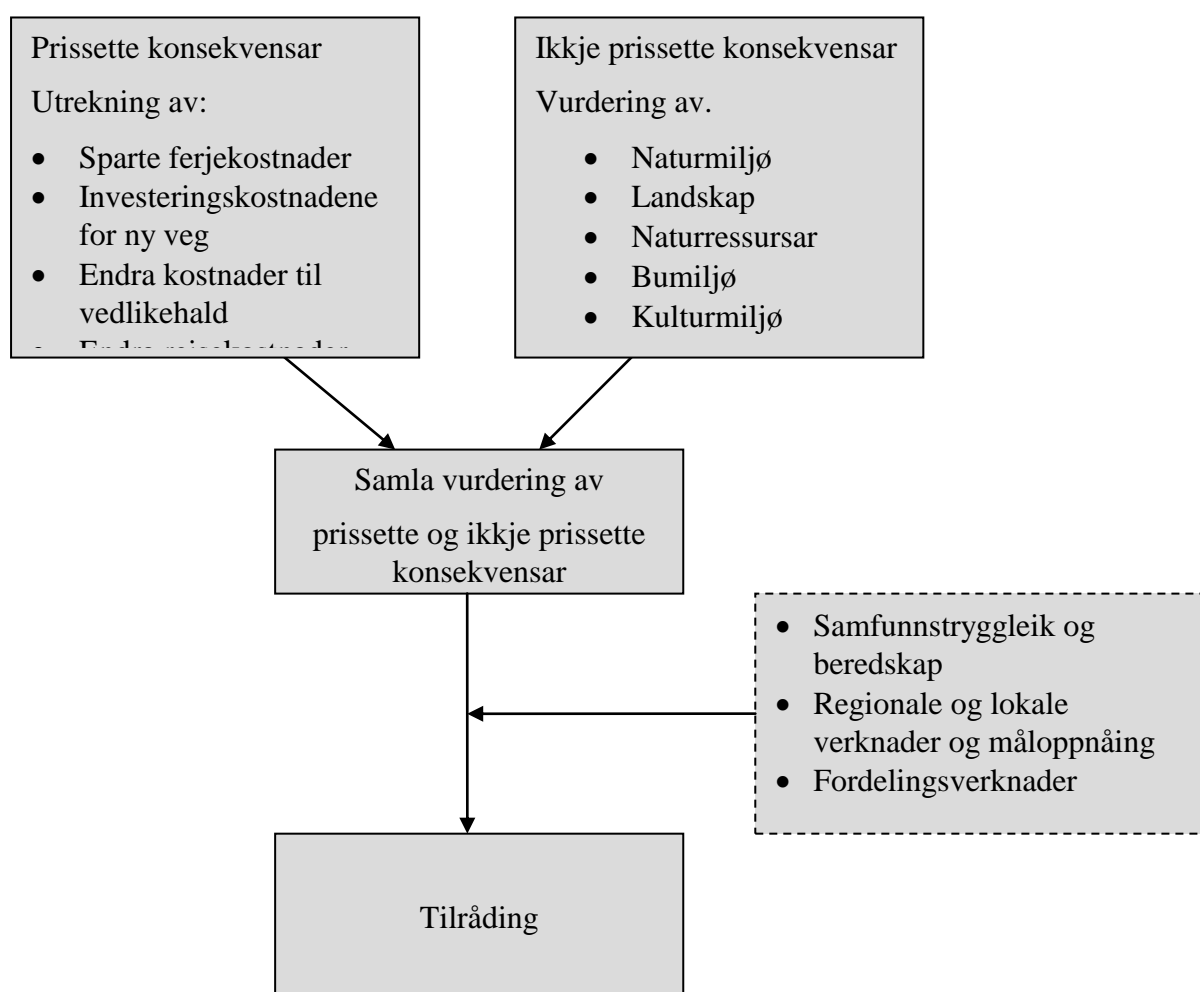 Prissette konsekvensar
Utrekning av:
• Sparte ferjekostnader
• Investeringskostnadene
for ny veg
• Endra kostnader til
vedlikehald
• Endra reisekostnader
Ikkje prissette konsekvensar
Vurdering av.
• Naturmiljø
• Landskap
• Naturressursar
• Bumiljø
• Kulturmiljø
Samla vurdering av
prissette og ikkje prissette
konsekvensar
• Samfunnstryggleik og
beredskap
• Regionale og lokale
verknader og måloppnåing
• Fordelingsverknader
Tilråding